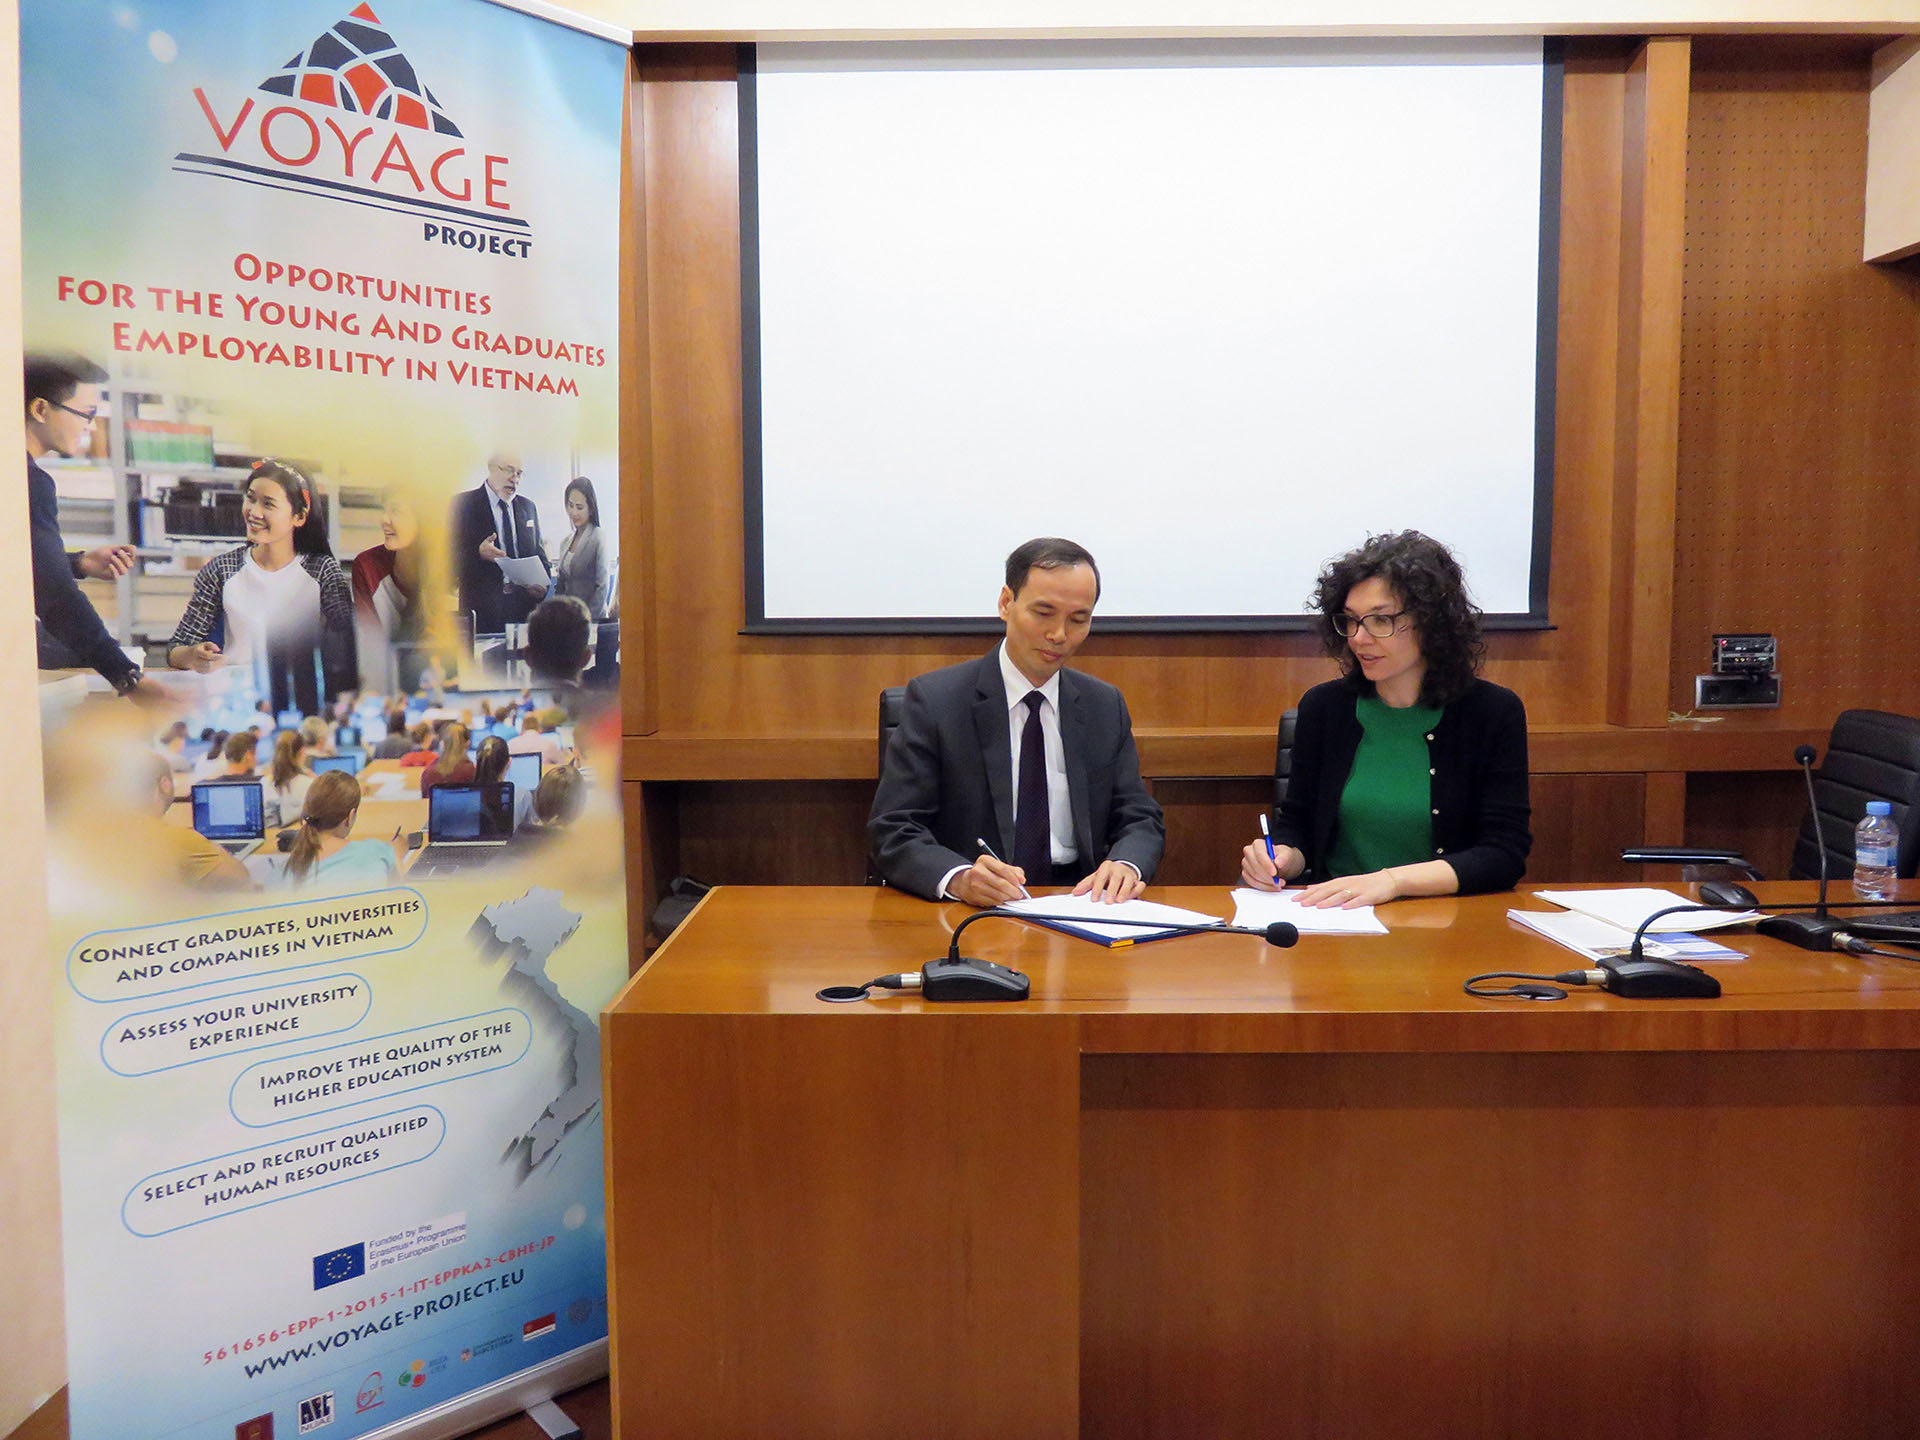 VOYAGE
PROJECT
OPPORTUNITIES
FOR THE YOUNG AND GRADUATES
EMPLOYABILITY IN VIETNAM
CONNECT GRADUATES, UNIVERSITIES
AND COMPANIES IN VIETNAM
ASSESS YOUR UNIVERSITY
EXPERIENCE
IMPROVE THE QUALITY OF THE
HIGHER EDUCATION SYSTEM
SELECT AND RECRUIT QUALIFIED
HUMAN RESOURCES
Funded by the
Erasmus+ Programme
of the European Union
561656-EPP-1-2015-1-IT-EPPKA2-CBHE-JP
WWW.VOYAGE-PROJECT.EU
BARCELONA
NUAE